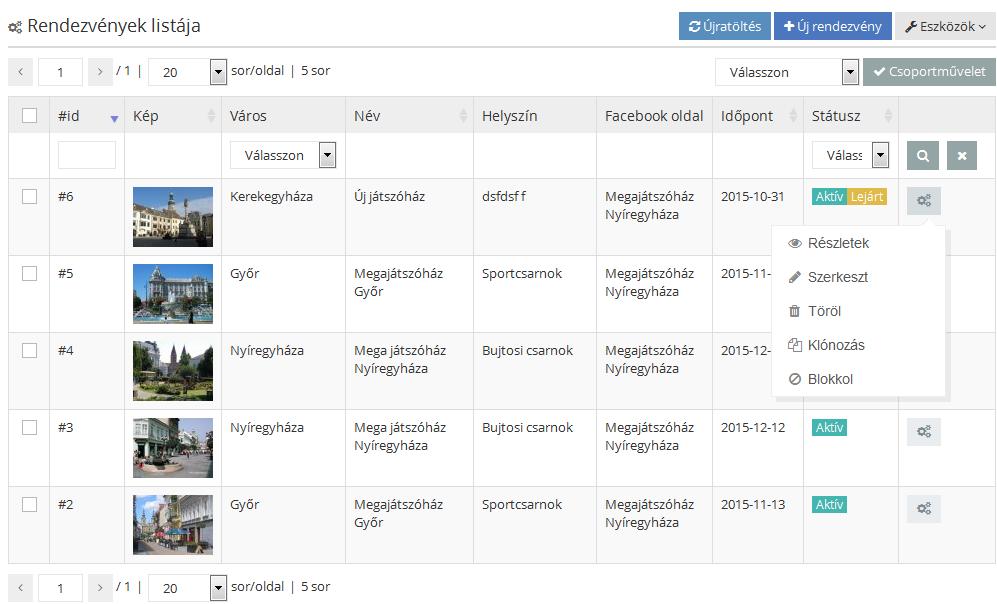 Rendezvények listája
Újratöltés
Új rendezvény
Eszközök
1 / 1 | 20 sor/oldal | 5 sor
Válasszon
Csoportművelet
#id Kép Város Név Helyszín Facebook oldal Időpont Státusz
Válasszon
Válass
#6 Kerekegyháza Új játszóház dsfdsf f Megajátszóház 2015-10-31 Aktív Lejárt
Nyíregyháza
Részletek
#5 Győr Megajátszóház Sportcsarnok Megajátszóház 2015-11-
Győr Nyíregyháza
Szerkeszt
Töröl
#4 Nyíregyháza Mega játszóház Bujtosi csarnok Megajátszóház 2015-12-
Nyíregyháza Nyíregyháza
Klónozás
Blokkol
#3 Nyíregyháza Mega játszóház Bujtosi csarnok Megajátszóház 2015-12-12 Aktív
Nyíregyháza Nyíregyháza
#2 Győr Megajátszóház Sportcsarnok Megajátszóház 2015-11-13 Aktív
Győr Nyíregyháza
1 / 1 | 20 sor/oldal | 5 sor